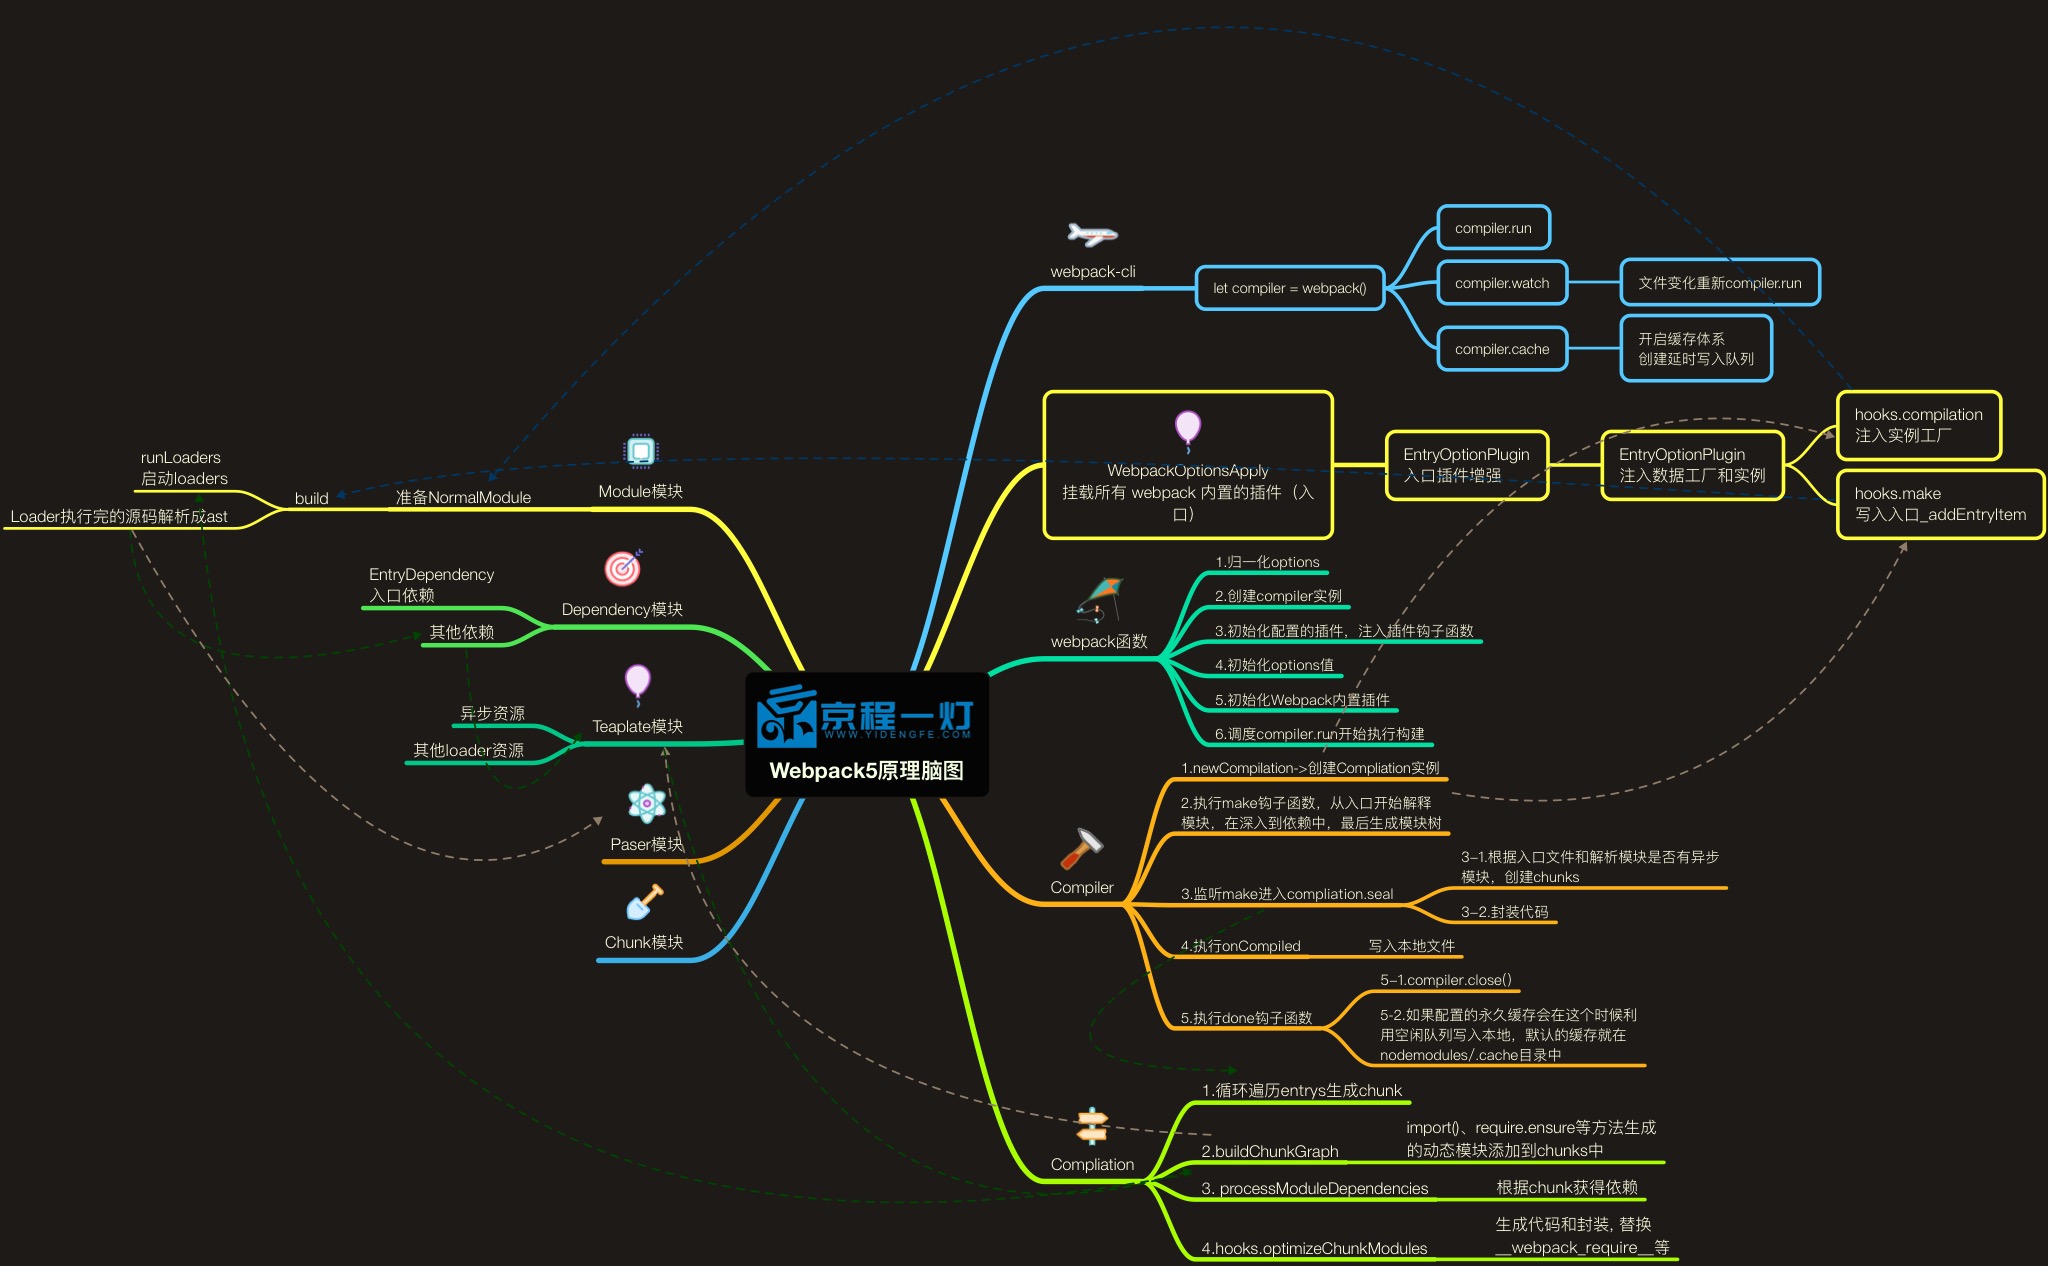 webpack-cli
let compiler = webpack()
compiler.run
compiler.watch
文件变化重新compiler.run
compiler.cache
开启缓存体系
创建延时写入队列
WebpackOptionsApply
挂载所有 webpack 内置的插件（入
口）
EntryOptionPlugin
入口插件增强
EntryOptionPlugin
注入数据工厂和实例
hooks.compilation
注入实例工厂
hooks.make
写入入口_addEntryItem
webpack函数
1.归一化options
2.创建compiler实例
3.初始化配置的插件，注入插件钩子函数
4.初始化options值
5.初始化Webpack内置插件
6.调度compiler.run开始执行构建
Compiler
1.newCompilation->创建Compliation实例
2.执行make钩子函数，从入口开始解释
模块，在深入到依赖中，最后生成模块树
3.监听make进入compliation.seal
3-1.根据入口文件和解析模块是否有异步
模块，创建chunks
3-2.封装代码
4.执行onCompiled
写入本地文件
5.执行done钩子函数
5-1.compiler.close()
5-2.如果配置的永久缓存会在这个时候利
用空闲队列写入本地，默认的缓存就在
nodemodules/.cache目录中
Compliation
1.循环遍历entrys生成chunk
2.buildChunkGraph
import()、require.ensure等方法生成
的动态模块添加到chunks中
3. processModuleDependencies
根据chunk获得依赖
4.hooks.optimizeChunkModules
生成代码和封装, 替换
__webpack_require__等
京程一灯
WWW.YIDENGFE.COM
Webpack5原理脑图
Module模块
准备NormalModule
build
runLoaders
启动loaders
Loader执行完的源码解析成ast
Dependency模块
EntryDependency
入口依赖
其他依赖
Teaplate模块
异步资源
其他loader资源
Paser模块
Chunk模块